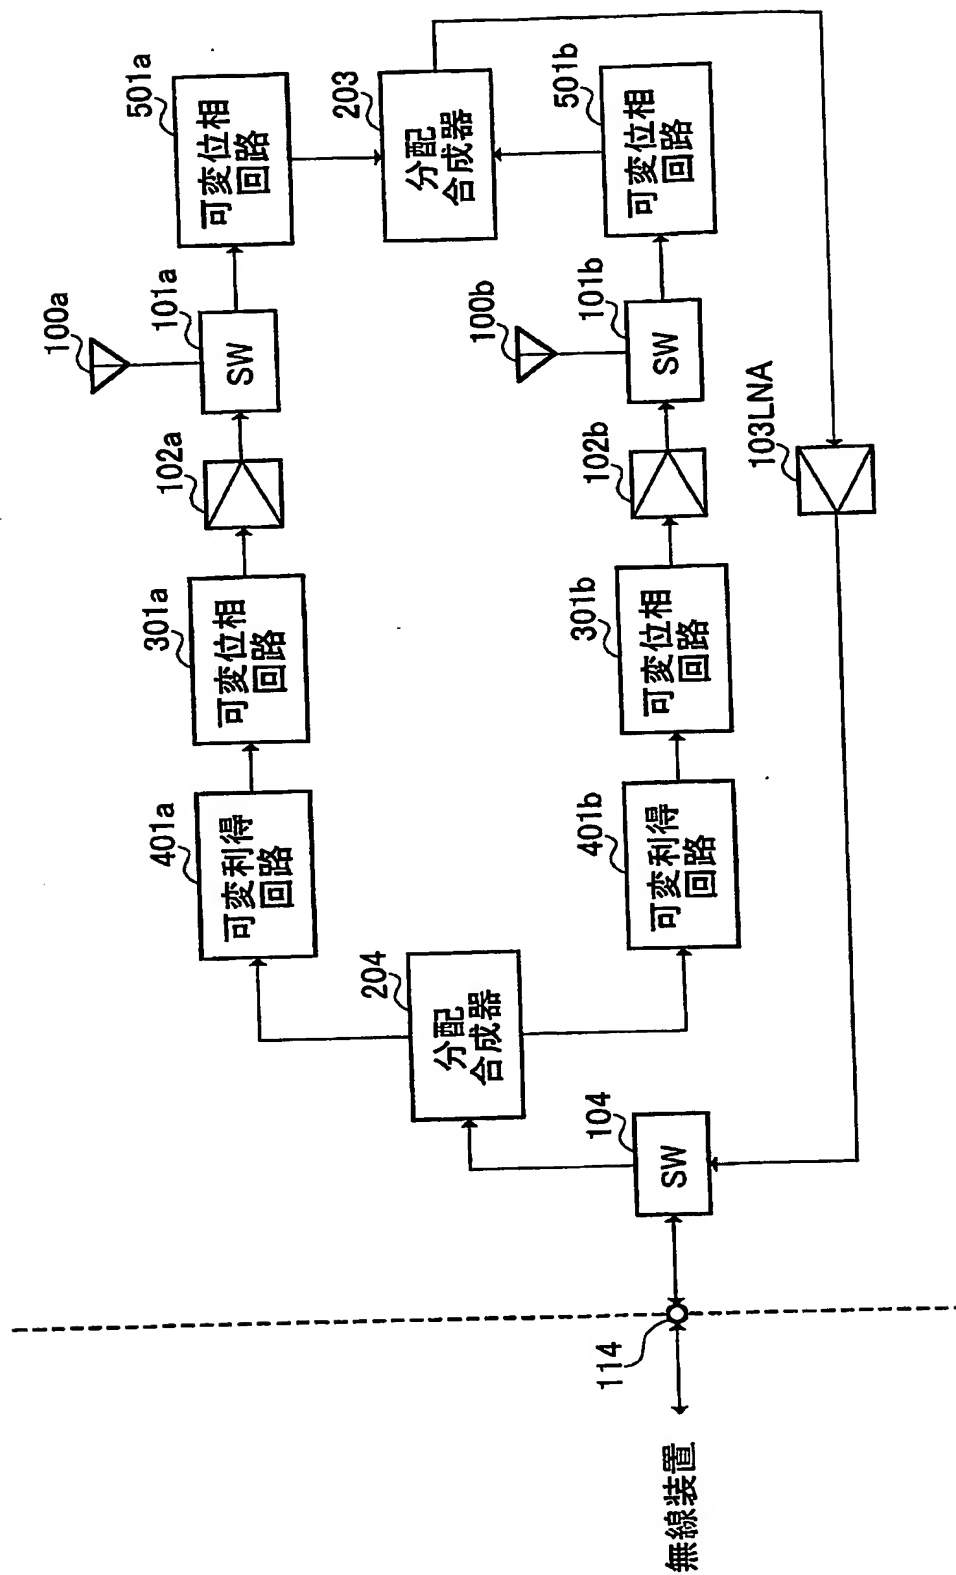 100a
501a
101a
可変位相
回路
102a
SW
301a
203
可変位相
回路
分配
合成器
401a
可変利得
回路
204
分配
合成器
100b
501b
101b
可変位相
回路
102b
SW
301b
可変位相
回路
401b
可変利得
回路
103LNA
104
SW
114
無線装置